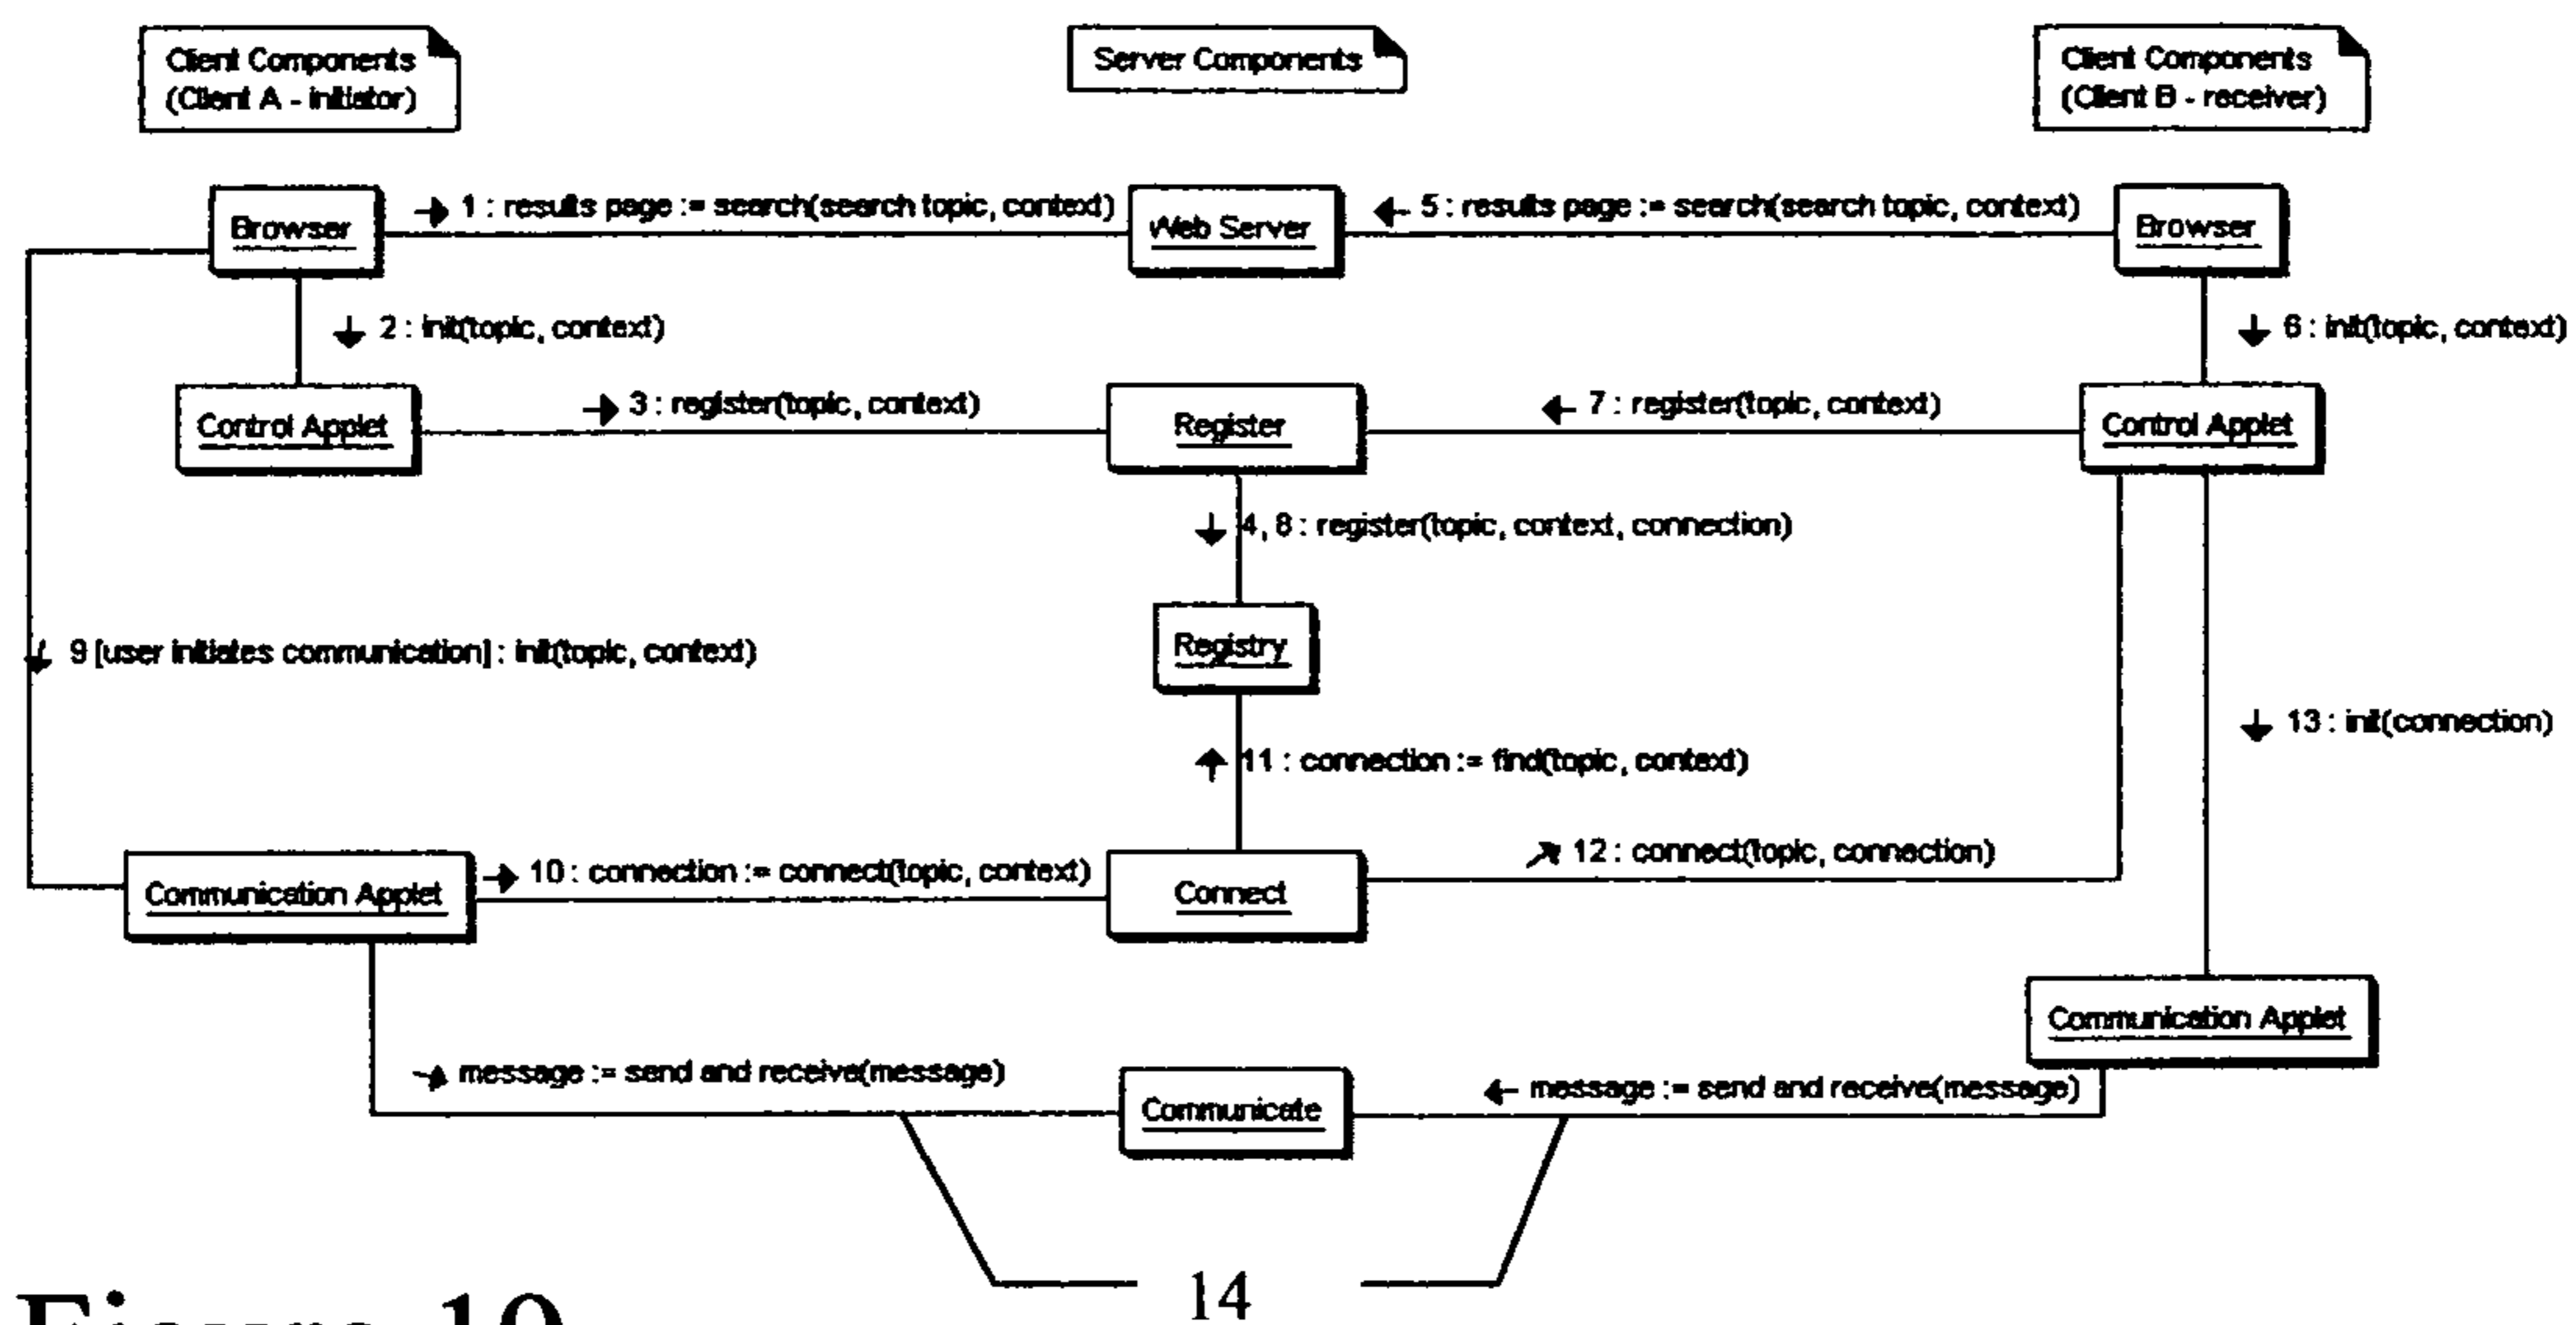 Client Components
(Client A - initiator)
Server Components
Client Components
(Client B - receiver)
Browser
1 : results page := search(search topic, context)
Web Server
5 : results page := search(search topic, context)
Browser
2 : init(topic, context)
6 : init(topic, context)
Control Applet
3 : register(topic, context)
Register
7 : register(topic, context)
Control Applet
4, 8 : register(topic, context, connection)
9 [user initiates communication] : init(topic, context)
Registry
13 : init(connection)
11 : connection := find(topic, context)
Communication Applet
10 : connection := connect(topic, context)
Connect
12 : connect(topic, connection)
Communication Applet
message := send and receive(message)
Communicate
message := send and receive(message)
14
Figure 10